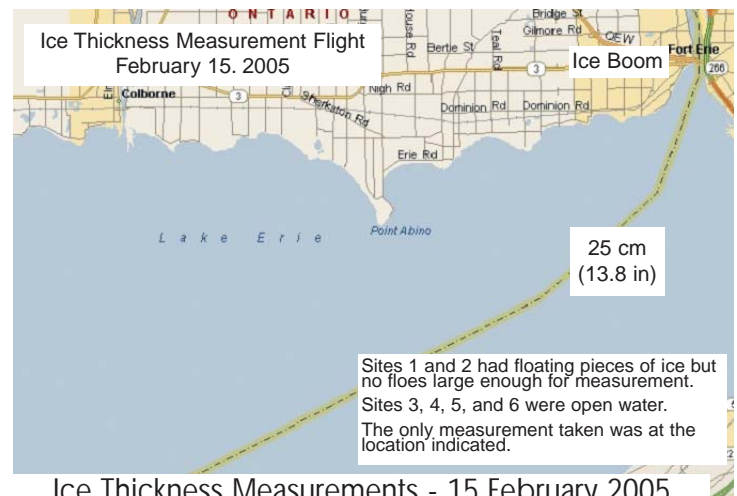 ONTARIO
Ice Thickness Measurement Flight
February 15. 2005
House Rd
Bertie St
Teal Rd
Bridge St
Gilmore Rd
QEW
Fort Erie
Ice Boom
3
266
Colborne
3
Nigh Rd
Sherkston Rd
Dominion Rd
Dominion Rd
Erie Rd
Lake Erie
Point Abino
25 cm
(13.8 in)
Sites 1 and 2 had floating pieces of ice but
no floes large enough for measurement.
Sites 3, 4, 5, and 6 were open water.
The only measurement taken was at the
location indicated.
Ice Thickness Measurements - 15 February 2005